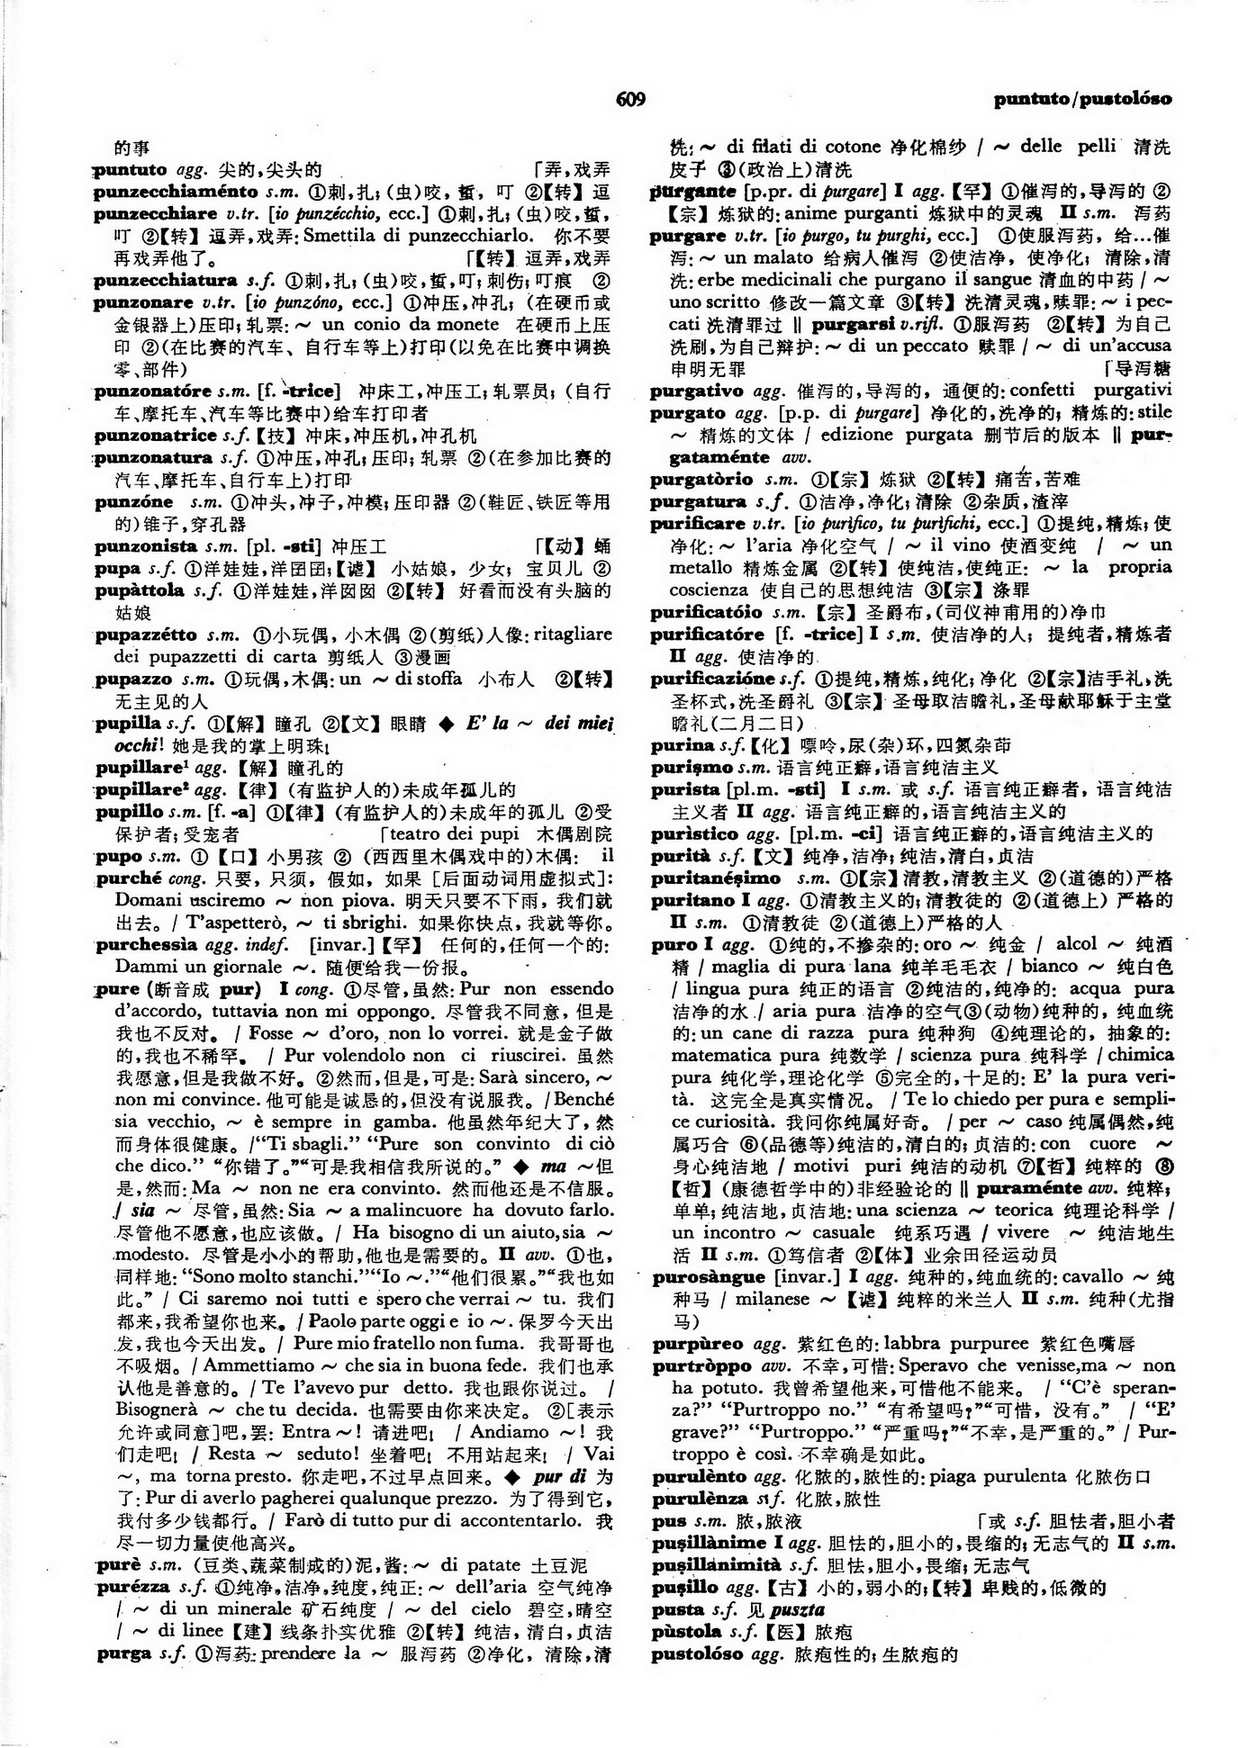 609
puntuto/pustolóso
的事
puntuto agg. 尖的,尖头的 「弄,戏弄
punzecchiaménto s.m. ①刺,扎; (虫)咬, 蜇, 叮 ②【转】逗
punzecchiare v.tr. [io punzécchio, ecc.] ①刺,扎; (虫)咬,蜇,
叮 ②【转】逗弄,戏弄: Smettila di punzecchiarlo. 你不要
再戏弄他了。 「【转】逗弄,戏弄
punzecchiatura s.f. ①刺,扎; (虫)咬,蜇,叮; 刺伤; 叮痕 ②
punzonare v.tr. [io punzóno, ecc.] ①冲压,冲孔; (在硬币或
金银器上)压印; 轧票: ~ un conio da monete 在硬币上压
印 ②(在比赛的汽车、自行车等上)打印(以免在比赛中调换
零、部件)
punzonatóre s.m. [f. -trice] 冲床工,冲压工; 轧票员; (自行
车、摩托车、汽车等比赛中)给车打印者
punzonatrice s.f.【技】冲床,冲压机,冲孔机
punzonatura s.f. ①冲压,冲孔; 压印; 轧票 ②(在参加比赛的
汽车、摩托车、自行车上)打印
punzóne s.m. ①冲头,冲子,冲模; 压印器 ②(鞋匠、铁匠等用
的)锥子,穿孔器
punzonista s.m. [pl. -sti] 冲压工 「【动】蛹
pupa s.f. ①洋娃娃,洋囡囡;【谑】 小姑娘, 少女; 宝贝儿 ②
pupàttola s.f. ①洋娃娃,洋囡囡 ②【转】 好看而没有头脑的
姑娘
pupazzétto s.m. ①小玩偶, 小木偶 ②(剪纸)人像: ritagliare
dei pupazzetti di carta 剪纸人 ③漫画
pupazzo s.m. ①玩偶,木偶: un ~ di stoffa 小布人 ②【转】
无主见的人
pupilla s.f. ①【解】瞳孔 ②【文】眼睛 ◆ E' la ~ dei miei
occhi! 她是我的掌上明珠!
pupillare¹ agg. 【解】瞳孔的
pupillare² agg. 【律】(有监护人的)未成年孤儿的
pupillo s.m. [f. -a] ①【律】(有监护人的)未成年的孤儿 ②受
保护者; 受宠者 「teatro dei pupi 木偶剧院
pupo s.m. ①【口】小男孩 ② (西西里木偶戏中的)木偶: il
purché cong. 只要, 只须, 假如, 如果 [后面动词用虚拟式]:
Domani usciremo ~ non piova. 明天只要不下雨, 我们就
出去。/ T'aspetterò, ~ ti sbrighi. 如果你快点, 我就等你。
purchessìa agg. indef. [invar.]【罕】 任何的,任何一个的:
Dammi un giornale ~. 随便给我一份报。
pure (断音成 pur) I cong. ①尽管,虽然: Pur non essendo
d'accordo, tuttavia non mi oppongo. 尽管我不同意, 但是
我也不反对。/ Fosse ~ d'oro, non lo vorrei. 就是金子做
的,我也不稀罕。 / Pur volendolo non ci riuscirei. 虽然
我愿意,但是我做不好。②然而,但是,可是: Sarà sincero, ~
non mi convince. 他可能是诚恳的,但没有说服我。/Benché
sia vecchio, ~ è sempre in gamba. 他虽然年纪大了, 然
而身体很健康。/“Ti sbagli.” “Pure son convinto di ciò
che dico.” “你错了。”“可是我相信我所说的。” ◆ ma ~但
是,然而: Ma ~ non ne era convinto. 然而他还是不信服。
/ sia ~ 尽管,虽然: Sia ~ a malincuore ha dovuto farlo.
尽管他不愿意,也应该做。/ Ha bisogno di un aiuto, sia ~
modesto. 尽管是小小的帮助,他也是需要的。II avv. ①也,
同样地: “Sono molto stanchi.”“Io ~.”“他们很累。”“我也如
此。” / Ci saremo noi tutti e spero che verrai ~ tu. 我们
都来,我希望你也来。/ Paolo parte oggi e io ~. 保罗今天出
发,我也今天出发。/ Pure mio fratello non fuma. 我哥哥也
不吸烟。/ Ammettiamo ~ che sia in buona fede. 我们也承
认他是善意的。/ Te l'avevo pur detto. 我也跟你说过。 /
Bisognerà ~ che tu decida. 也需要由你来决定。 ②[表示
允许或同意]吧,罢: Entra ~! 请进吧! / Andiamo ~! 我
们走吧! / Resta ~ seduto! 坐着吧! 不用站起来! / Vai
~, ma torna presto. 你走吧,不过早点回来。◆ pur di 为
了: Pur di averlo pagherei qualunque prezzo. 为了得到它,
我付多少钱都行。/ Farò di tutto pur di accontentarlo. 我
尽一切力量使他高兴。
purè s.m. (豆类、蔬菜制成的)泥,酱: ~ di patate 土豆泥
purézza s.f. ①纯净,洁净,纯度,纯正: ~ dell'aria 空气纯净
/ ~ di un minerale 矿石纯度 / ~ del cielo 碧空,晴空
/ ~ di linee【建】线条扑实优雅 ②【转】纯洁,清白,贞洁
purga s.f. ①泻药: prendere la ~ 服泻药 ②净化, 清除,清
洗: ~ di filati di cotone 净化棉纱 / ~ delle pelli 清洗
皮子 ③(政治上)清洗
purgante [p.pr. di purgare] I agg.【罕】①催泻的,导泻的 ②
【宗】炼狱的: anime purganti 炼狱中的灵魂 II s.m. 泻药
purgare v.tr. [io purgo, tu purghi, ecc.] ①使服泻药, 给…催
泻: ~ un malato 给病人催泻 ②使洁净, 使净化; 清除,清
洗: erbe medicinali che purgano il sangue 清血的中药 / ~
uno scritto 修改一篇文章 ③【转】洗清灵魂,赎罪: ~ i pec-
cati 洗清罪过 ‖ purgarsi v.rifl. ①服泻药 ②【转】为自己
洗刷,为自己辩护: ~ di un peccato 赎罪 / ~ di un'accusa
申明无罪 「导泻糖
purgativo agg. 催泻的,导泻的, 通便的: confetti purgativi
purgato agg. [p.p. di purgare] 净化的,洗净的; 精炼的: stile
~ 精炼的文体 / edizione purgata 删节后的版本 ‖ pur-
gataménte avv.
purgatòrio s.m. ①【宗】炼狱 ②【转】痛苦,苦难
purgatura s.f. ①洁净,净化; 清除 ②杂质,渣滓
purificare v.tr. [io purìfico, tu purìfichi, ecc.] ①提纯,精炼; 使
净化: ~ l'aria 净化空气 / ~ il vino 使酒变纯 / ~ un
metallo 精炼金属 ②【转】使纯洁,使纯正: ~ la propria
coscienza 使自己的思想纯洁 ③【宗】涤罪
purificatóio s.m.【宗】圣爵布,(司仪神甫用的)净巾
purificatóre [f. -trice] I s.m. 使洁净的人; 提纯者,精炼者
II agg. 使洁净的
purificazióne s.f. ①提纯,精炼,纯化; 净化 ②【宗】洁手礼,洗
圣杯式,洗圣爵礼 ③【宗】圣母取洁瞻礼,圣母献耶稣于主堂
瞻礼(二月二日)
purina s.f.【化】嘌呤,尿(杂)环,四氮杂茚
purismo s.m. 语言纯正癖,语言纯洁主义
purista [pl.m. -sti] I s.m. 或 s.f. 语言纯正癖者, 语言纯洁
主义者 II agg. 语言纯正癖的,语言纯洁主义的
purìstico agg. [pl.m. -ci] 语言纯正癖的,语言纯洁主义的
purità s.f.【文】纯净,洁净; 纯洁,清白,贞洁
puritanésimo s.m. ①【宗】清教,清教主义 ②(道德的)严格
puritano I agg. ①清教主义的; 清教徒的 ②(道德上) 严格的
II s.m. ①清教徒 ②(道德上)严格的人
puro I agg. ①纯的,不掺杂的: oro ~ 纯金 / alcol ~ 纯酒
精 / maglia di pura lana 纯羊毛毛衣 / bianco ~ 纯白色
/ lingua pura 纯正的语言 ②纯洁的,纯净的: acqua pura
洁净的水 / aria pura 洁净的空气③(动物)纯种的, 纯血统
的: un cane di razza pura 纯种狗 ④纯理论的, 抽象的:
matematica pura 纯数学 / scienza pura 纯科学 / chimica
pura 纯化学,理论化学 ⑤完全的,十足的: E' la pura veri-
tà. 这完全是真实情况。 / Te lo chiedo per pura e sempli-
ce curiosità. 我问你纯属好奇。 / per ~ caso 纯属偶然,纯
属巧合 ⑥(品德等)纯洁的,清白的; 贞洁的: con cuore ~
身心纯洁地 / motivi puri 纯洁的动机 ⑦【哲】纯粹的 ⑧
【哲】(康德哲学中的)非经验论的 ‖ puraménte avv. 纯粹;
单单; 纯洁地,贞洁地: una scienza ~ teorica 纯理论科学 /
un incontro ~ casuale 纯系巧遇 / vivere ~ 纯洁地生
活 II s.m. ①笃信者 ②【体】业余田径运动员
purosàngue [invar.] I agg. 纯种的,纯血统的: cavallo ~ 纯
种马 / milanese ~ 【谑】纯粹的米兰人 II s.m. 纯种(尤指
马)
purpùreo agg. 紫红色的: labbra purpuree 紫红色嘴唇
purtròppo avv. 不幸,可惜: Speravo che venisse,ma ~ non
ha potuto. 我曾希望他来,可惜他不能来。 / “C'è speran-
za?” “Purtroppo no.” “有希望吗?”“可惜, 没有。” / “E'
grave?” “Purtroppo.” “严重吗?”“不幸,是严重的。” / Pur-
troppo è così. 不幸确是如此。
purulènto agg. 化脓的,脓性的: piaga purulenta 化脓伤口
purulènza s.f. 化脓,脓性
pus s.m. 脓,脓液 「或 s.f. 胆怯者,胆小者
pusillànime I agg. 胆怯的,胆小的,畏缩的; 无志气的 II s.m.
pusillanimità s.f. 胆怯,胆小,畏缩; 无志气
pusillo agg.【古】小的,弱小的;【转】卑贱的,低微的
pusta s.f. 见 puszta
pùstola s.f.【医】脓疱
pustolóso agg. 脓疱性的; 生脓疱的